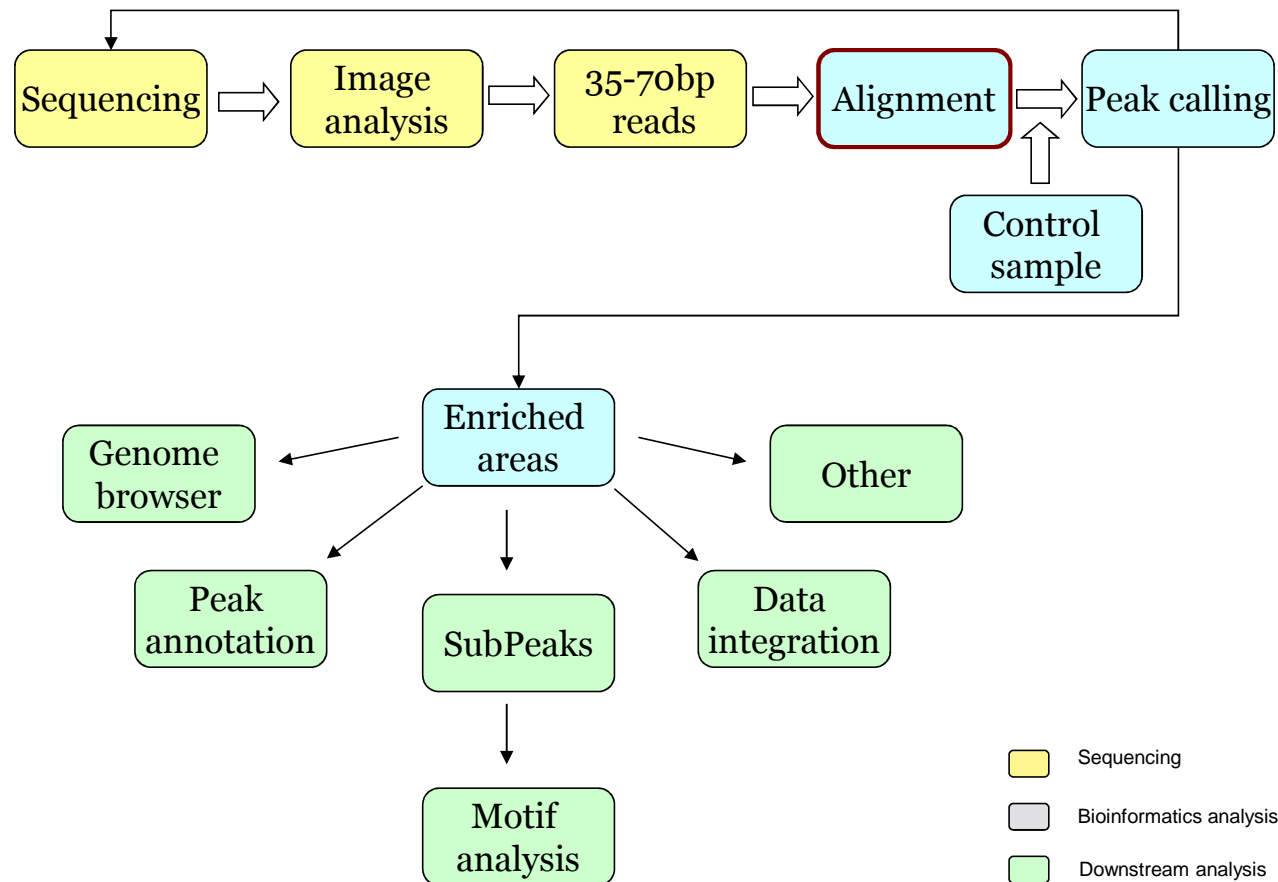 Sequencing
Image
analysis
35-70bp
reads
Alignment
Peak calling
Control
sample
Enriched
areas
Genome
browser
Other
Peak
annotation
SubPeaks
Data
integration
Motif
analysis
Sequencing
Bioinformatics analysis
Downstream analysis